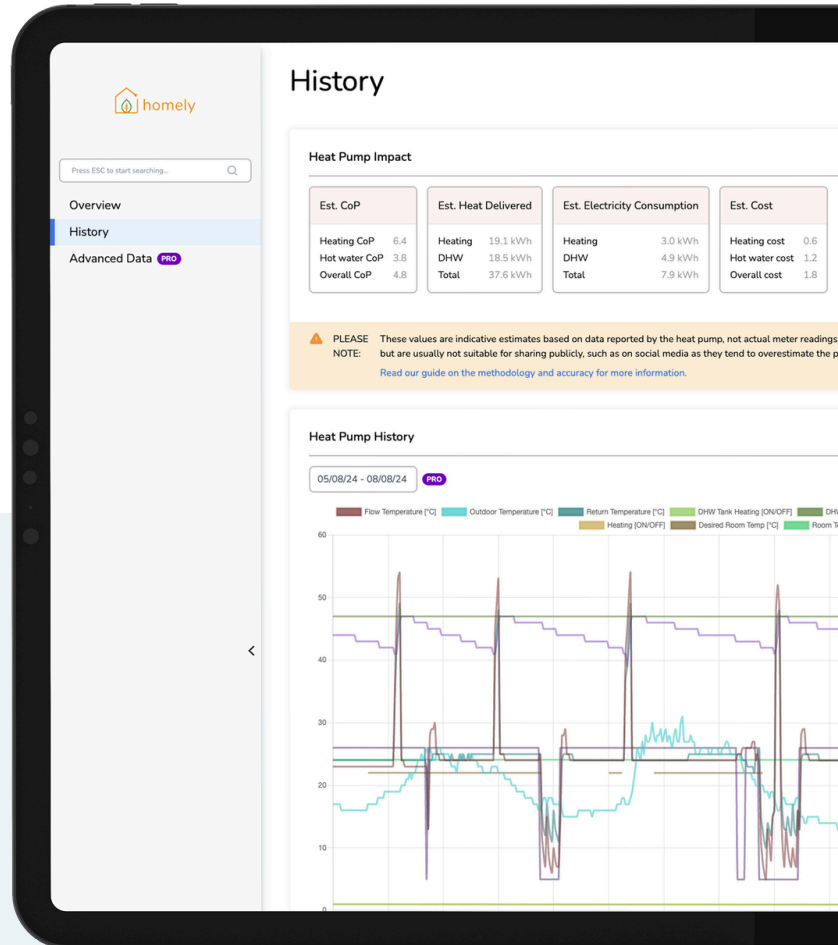 homely
History
Press ESC to start searching...
Overview
History
Advanced Data PRO
Heat Pump Impact
Est. CoP
Heating CoP 6.4
Hot water CoP 3.8
Overall CoP 4.8
Est. Heat Delivered
Heating 19.1 kWh
DHW 18.5 kWh
Total 37.6 kWh
Est. Electricity Consumption
Heating 3.0 kWh
DHW 4.9 kWh
Total 7.9 kWh
Est. Cost
Heating cost 0.6
Hot water cost 1.2
Overall cost 1.8
PLEASE NOTE:
These values are indicative estimates based on data reported by the heat pump, not actual meter readings
but are usually not suitable for sharing publicly, such as on social media as they tend to overestimate the
Read our guide on the methodology and accuracy for more information.
Heat Pump History
05/08/24 - 08/08/24 PRO
Flow Temperature [°C] Outdoor Temperature [°C] Return Temperature [°C] DHW Tank Heating [ON/OFF]
Heating [ON/OFF] Desired Room Temp [°C] Room
60
50
40
30
20
10
0